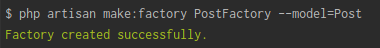 $ php artisan make:factory PostFactory --model=Post
Factory created successfully.